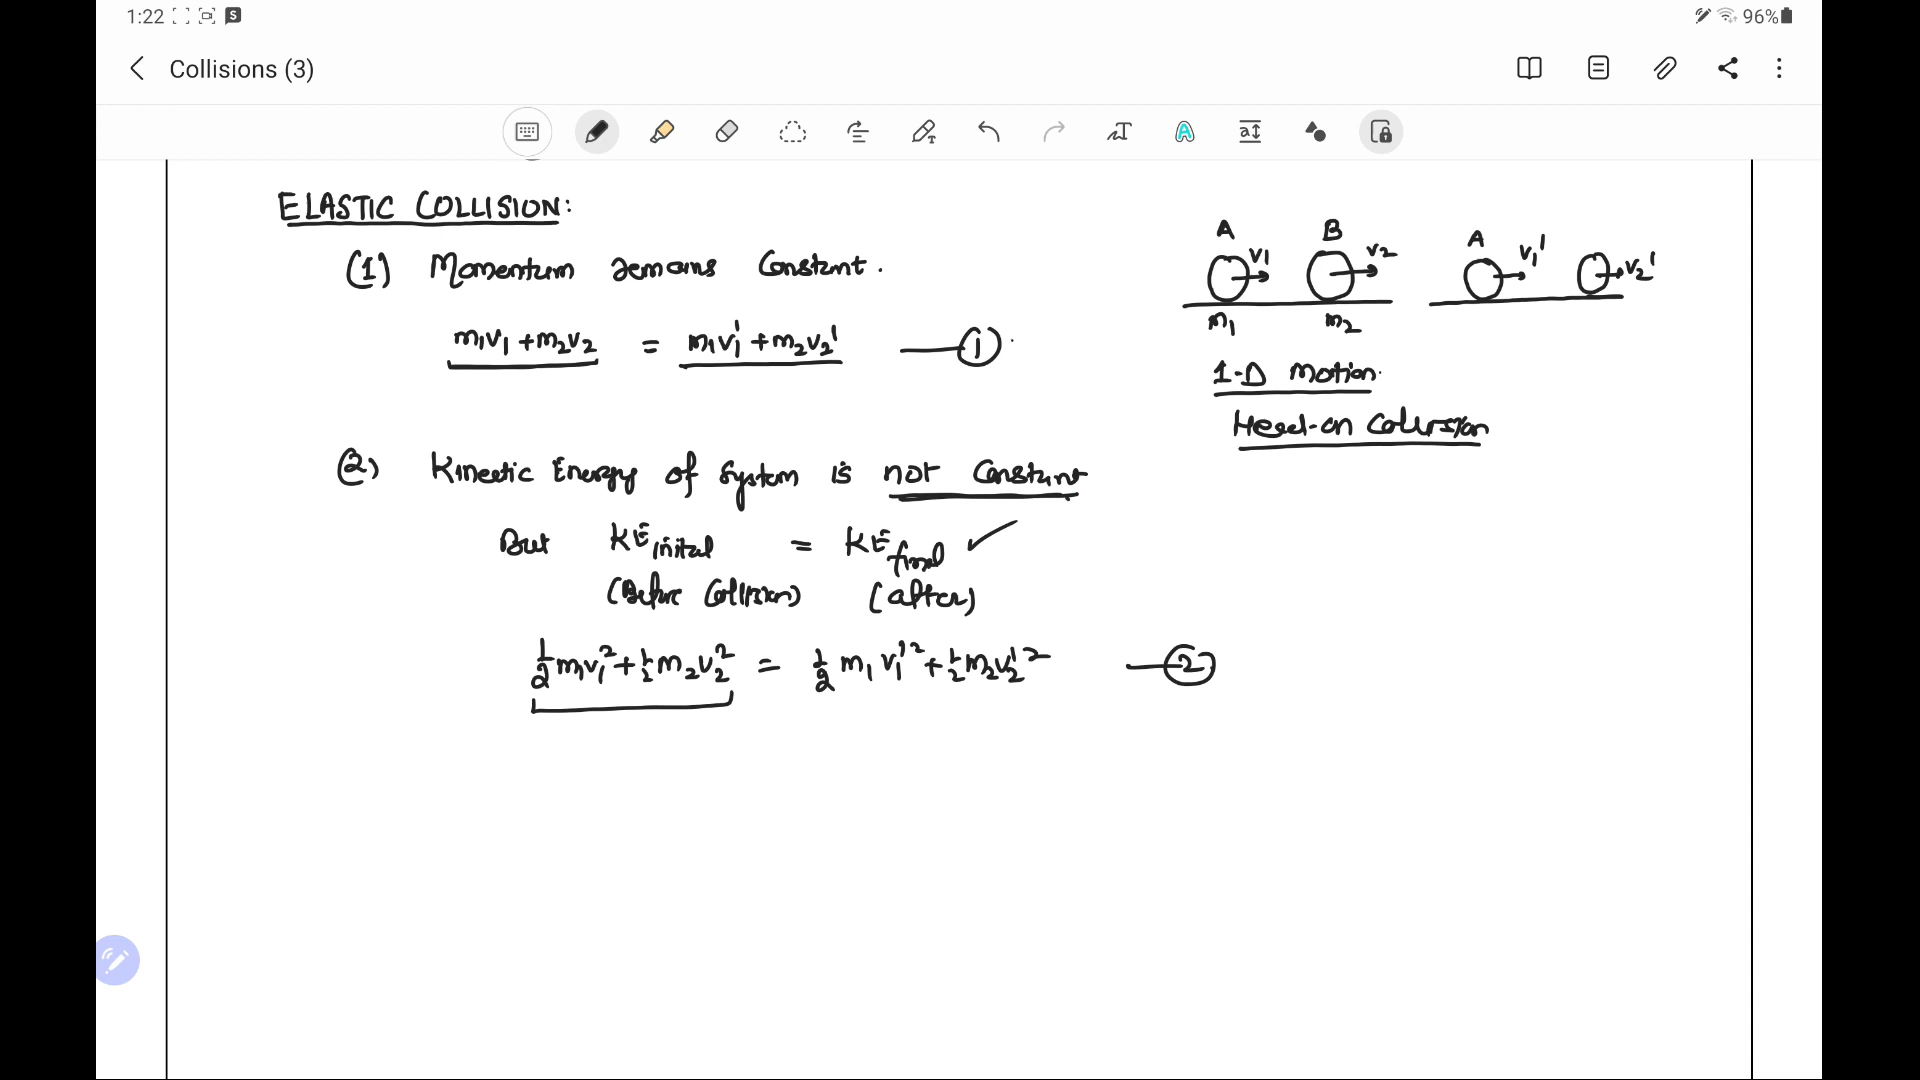 1:22 S 96%
Collisions (3)
ELASTIC COLLISION:
(1) Momentum remains Constant.
m₁v₁ + m₂v₂ = m₁v₁' + m₂v₂' —①
A B A
v₁ v₂ v₁' v₂'
m₁ m₂
1-D motion.
Head-on Collision
(2) Kinetic Energy of System is not Constant
But KE initial = KE final ✓
(Before Collision) (after)
½m₁v₁² + ½m₂v₂² = ½m₁v₁'² + ½m₂v₂'² —②